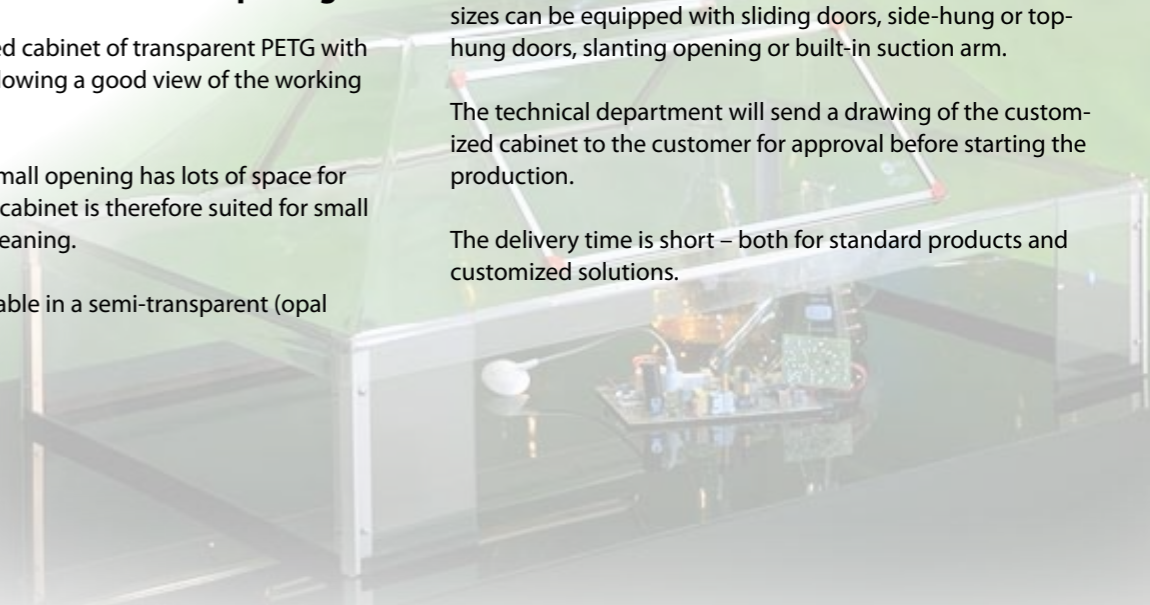 ed cabinet of transparent PETG with
lowing a good view of the working
mall opening has lots of space for
cabinet is therefore suited for small
eaning.
able in a semi-transparent (opal
sizes can be equipped with sliding doors, side-hung or top-
hung doors, slanting opening or built-in suction arm.
The technical department will send a drawing of the custom-
ized cabinet to the customer for approval before starting the
production.
The delivery time is short – both for standard products and
customized solutions.